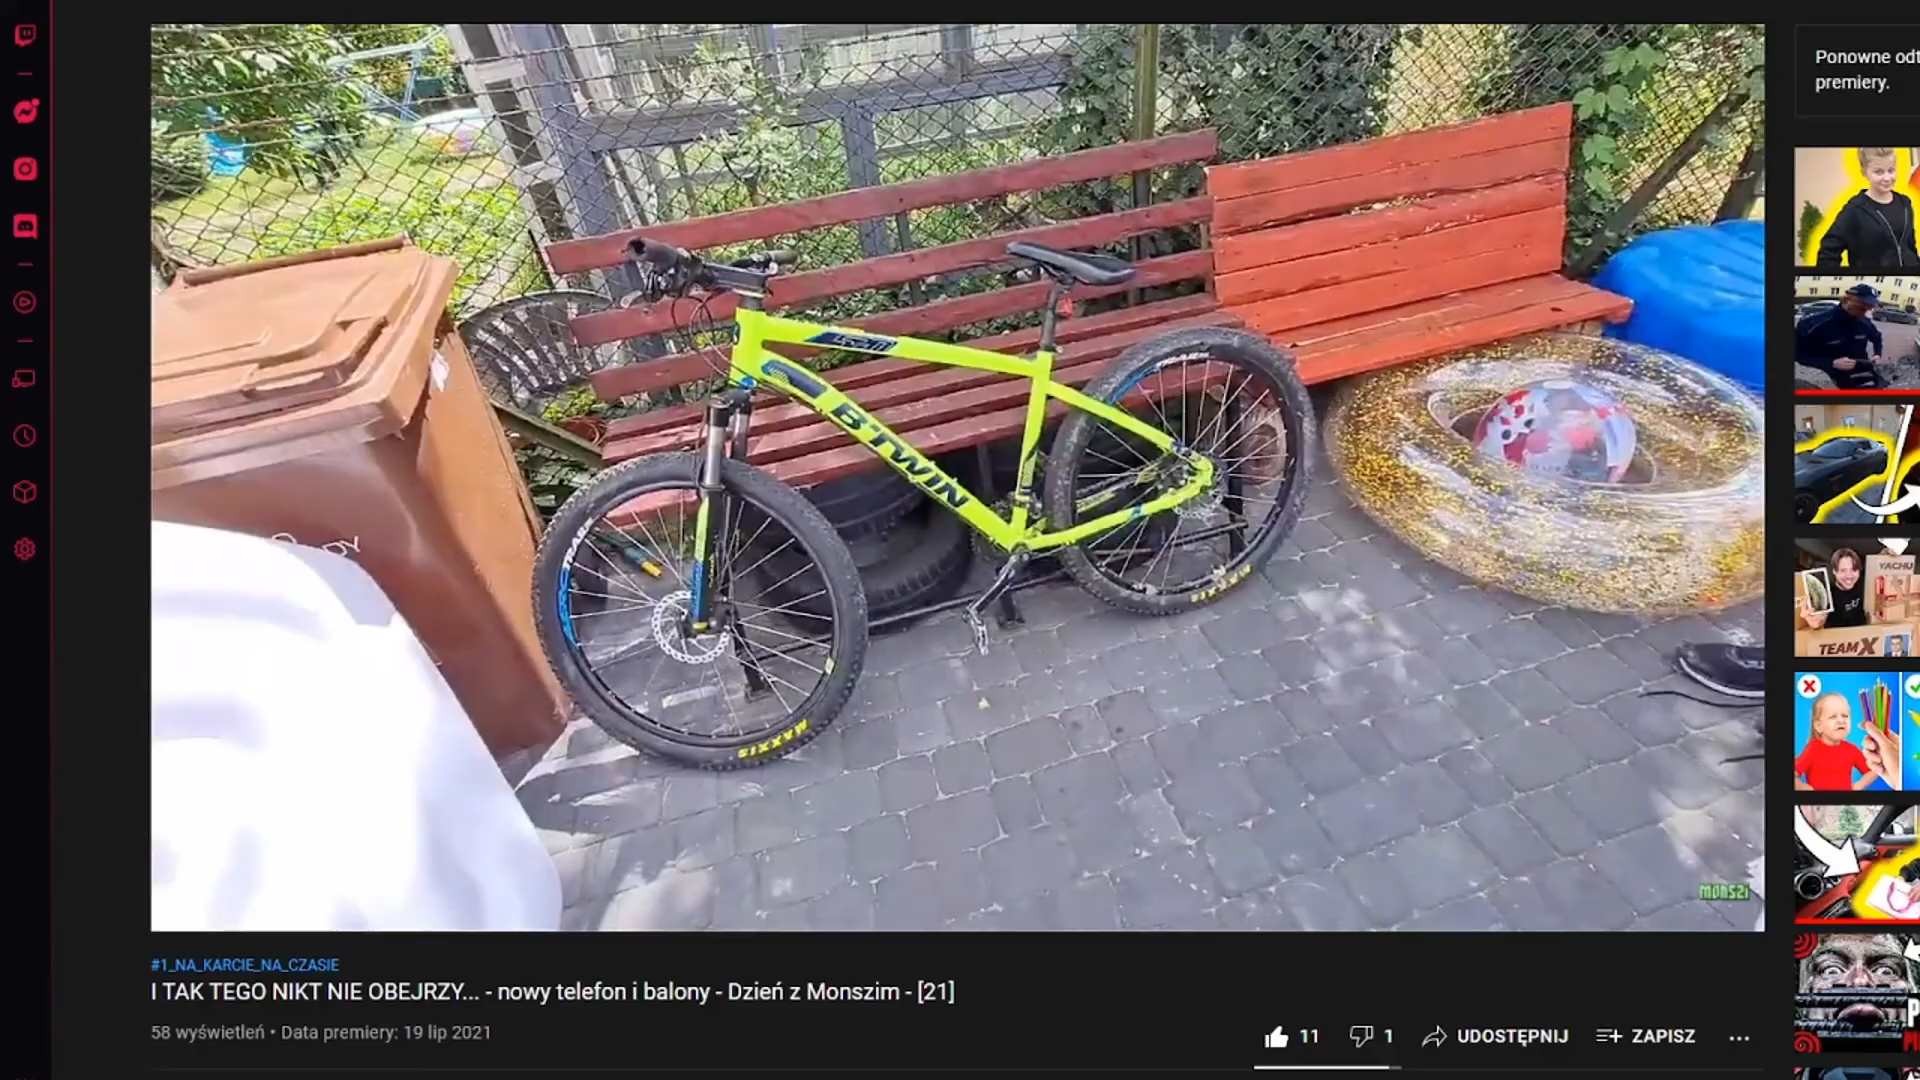 Ponowne odt
premiery.
B'TWIN
MAXXIS
MAXXIS
YACHU
TEAM X
MONSZI
#1_NA_KARCIE_NA_CZASIE
I TAK TEGO NIKT NIE OBEJRZY... - nowy telefon i balony - Dzień z Monszim - [21]
58 wyświetleń • Data premiery: 19 lip 2021
11 1 UDOSTĘPNIJ ZAPISZ ...